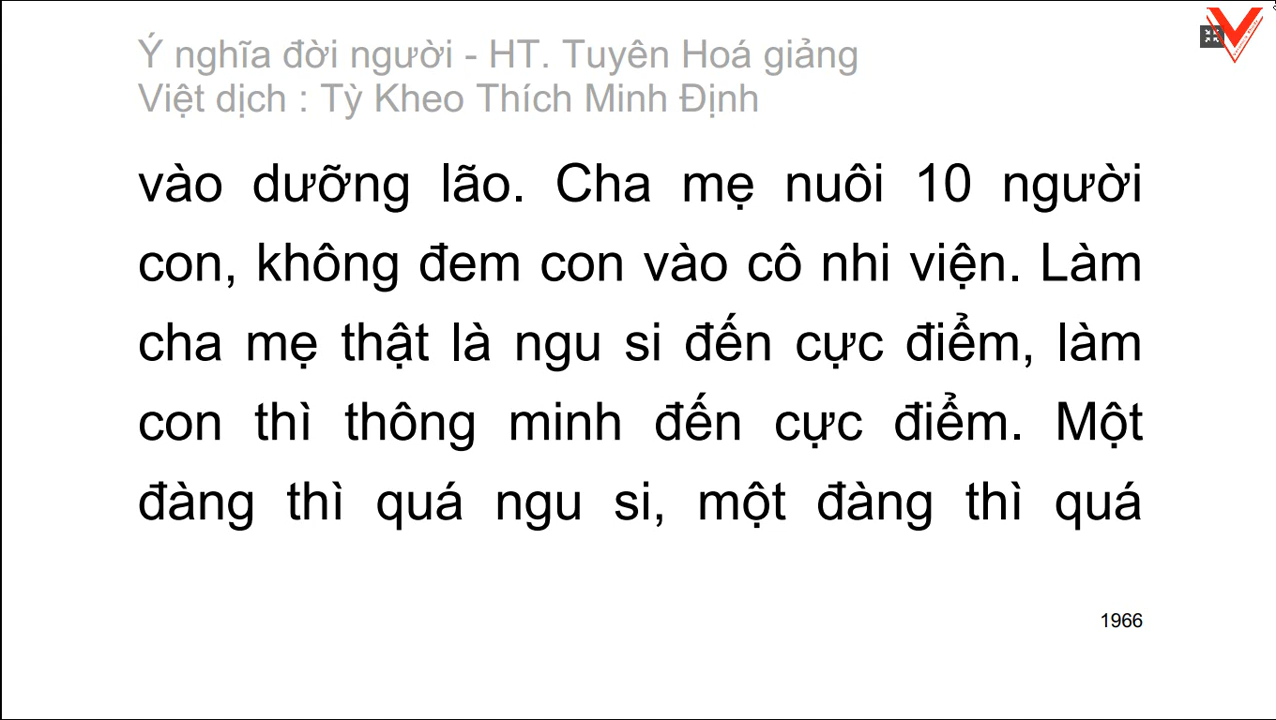 Ý nghĩa đời người - HT. Tuyên Hoá giảng
Việt dịch : Tỳ Kheo Thích Minh Định
vào dưỡng lão. Cha mẹ nuôi 10 người
con, không đem con vào cô nhi viện. Làm
cha mẹ thật là ngu si đến cực điểm, làm
con thì thông minh đến cực điểm. Một
đàng thì quá ngu si, một đàng thì quá
1966